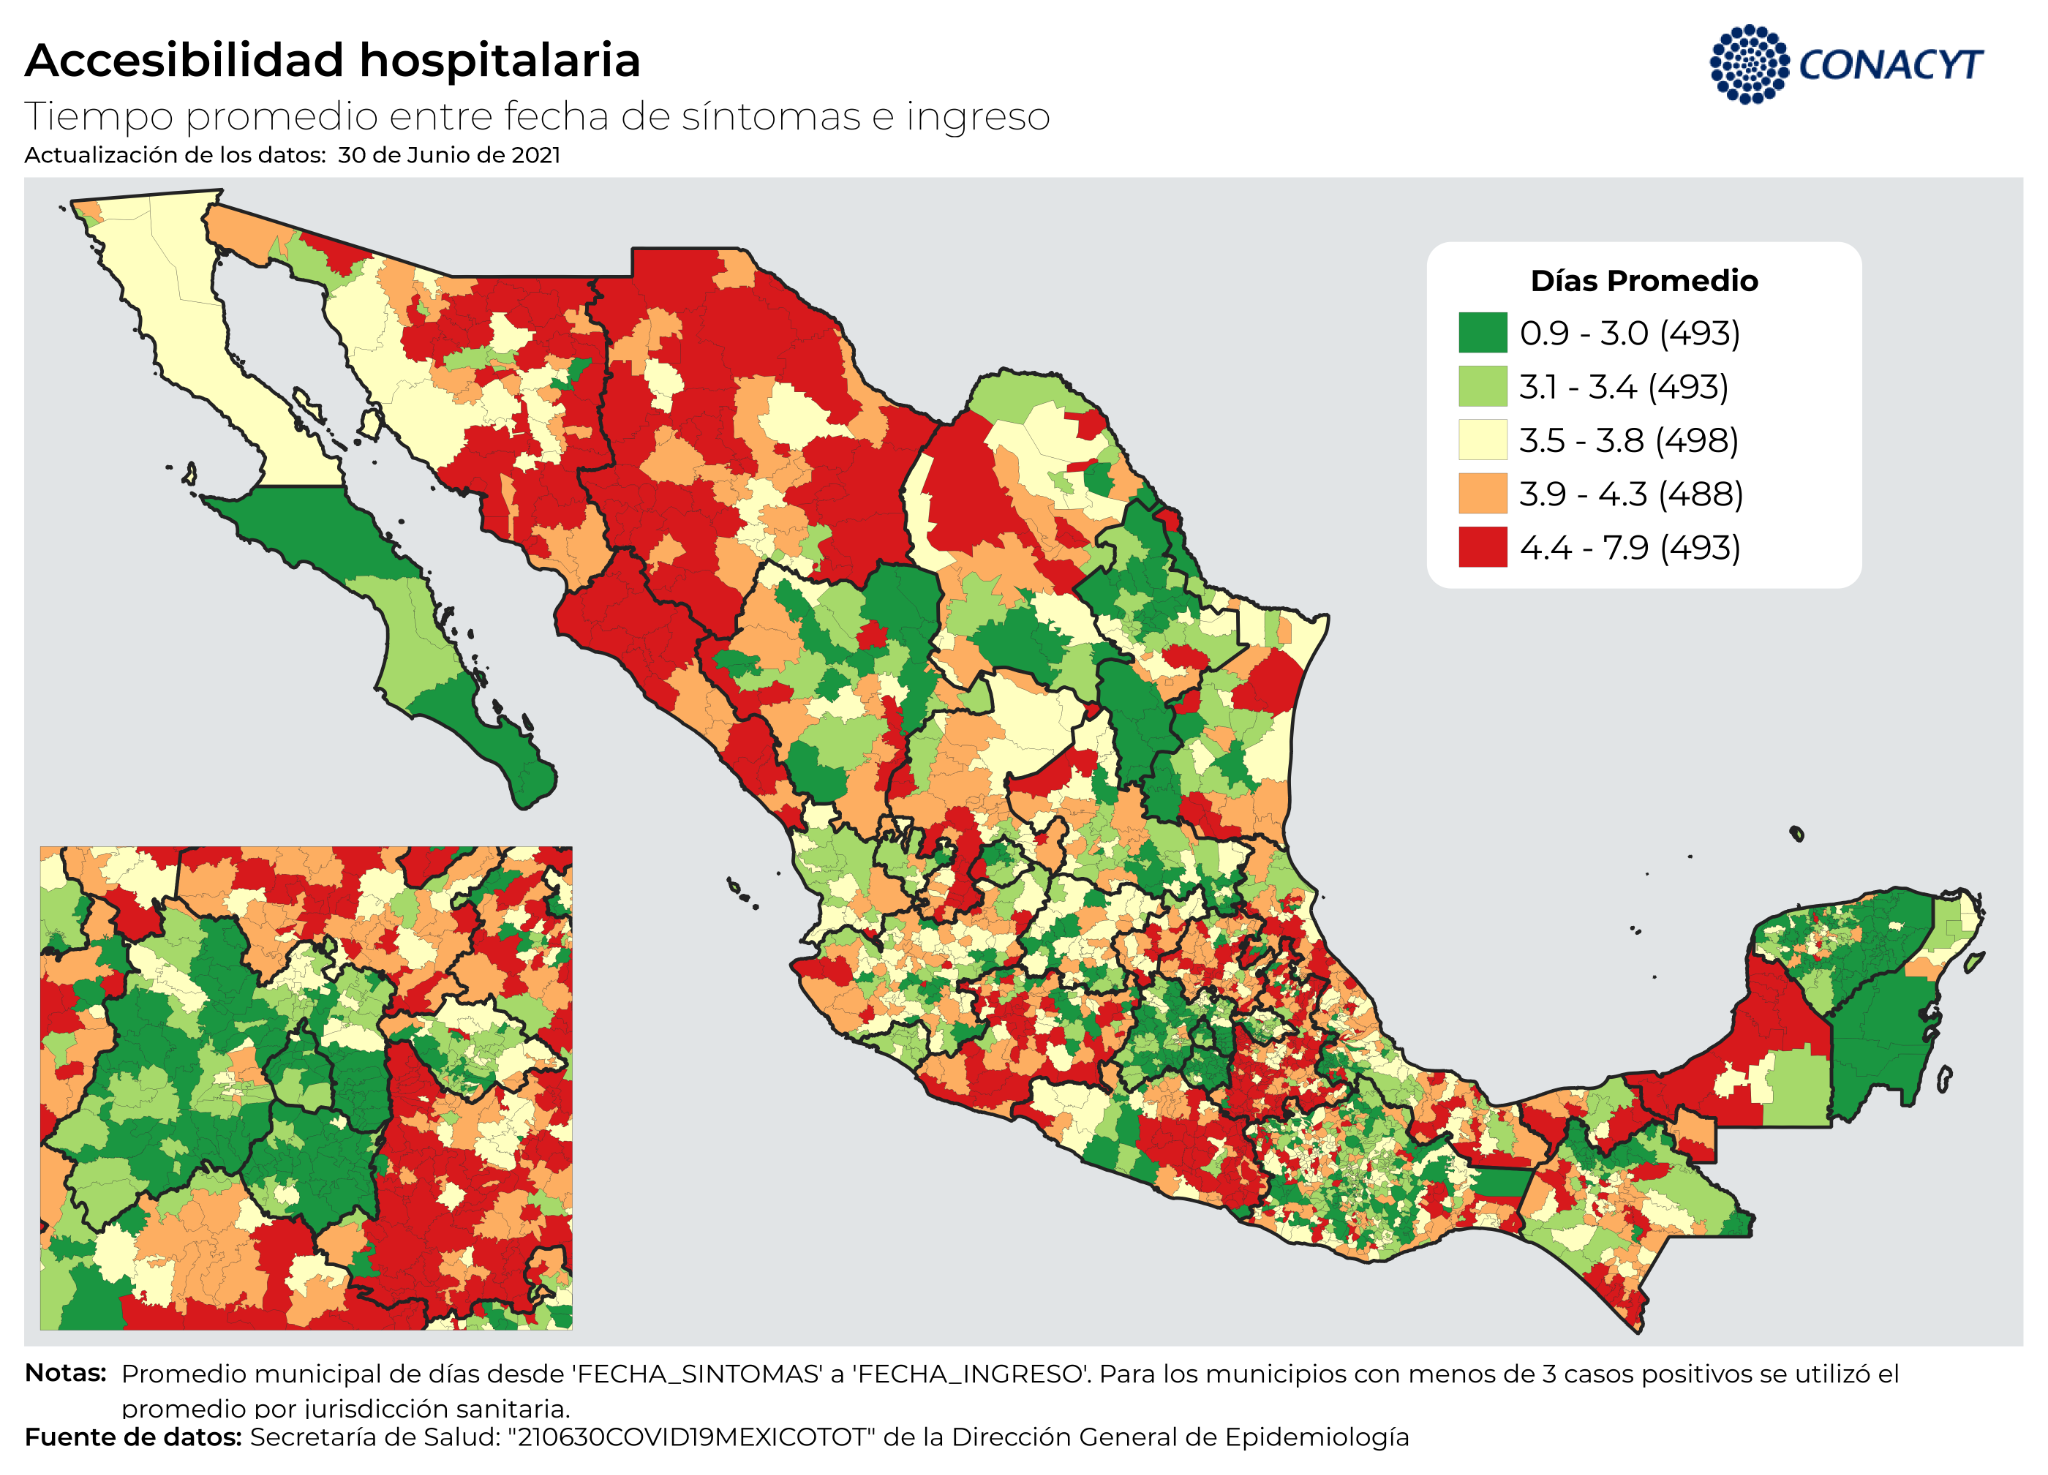 Accesibilidad hospitalaria
CONACYT
Tiempo promedio entre fecha de síntomas e ingreso
Actualización de los datos: 30 de Junio de 2021
Días Promedio
0.9 - 3.0 (493)
3.1 - 3.4 (493)
3.5 - 3.8 (498)
3.9 - 4.3 (488)
4.4 - 7.9 (493)
Notas: Promedio municipal de días desde 'FECHA_SINTOMAS' a 'FECHA_INGRESO'. Para los municipios con menos de 3 casos positivos se utilizó el
promedio por jurisdicción sanitaria.
Fuente de datos: Secretaría de Salud: "210630COVID19MEXICOTOT" de la Dirección General de Epidemiología